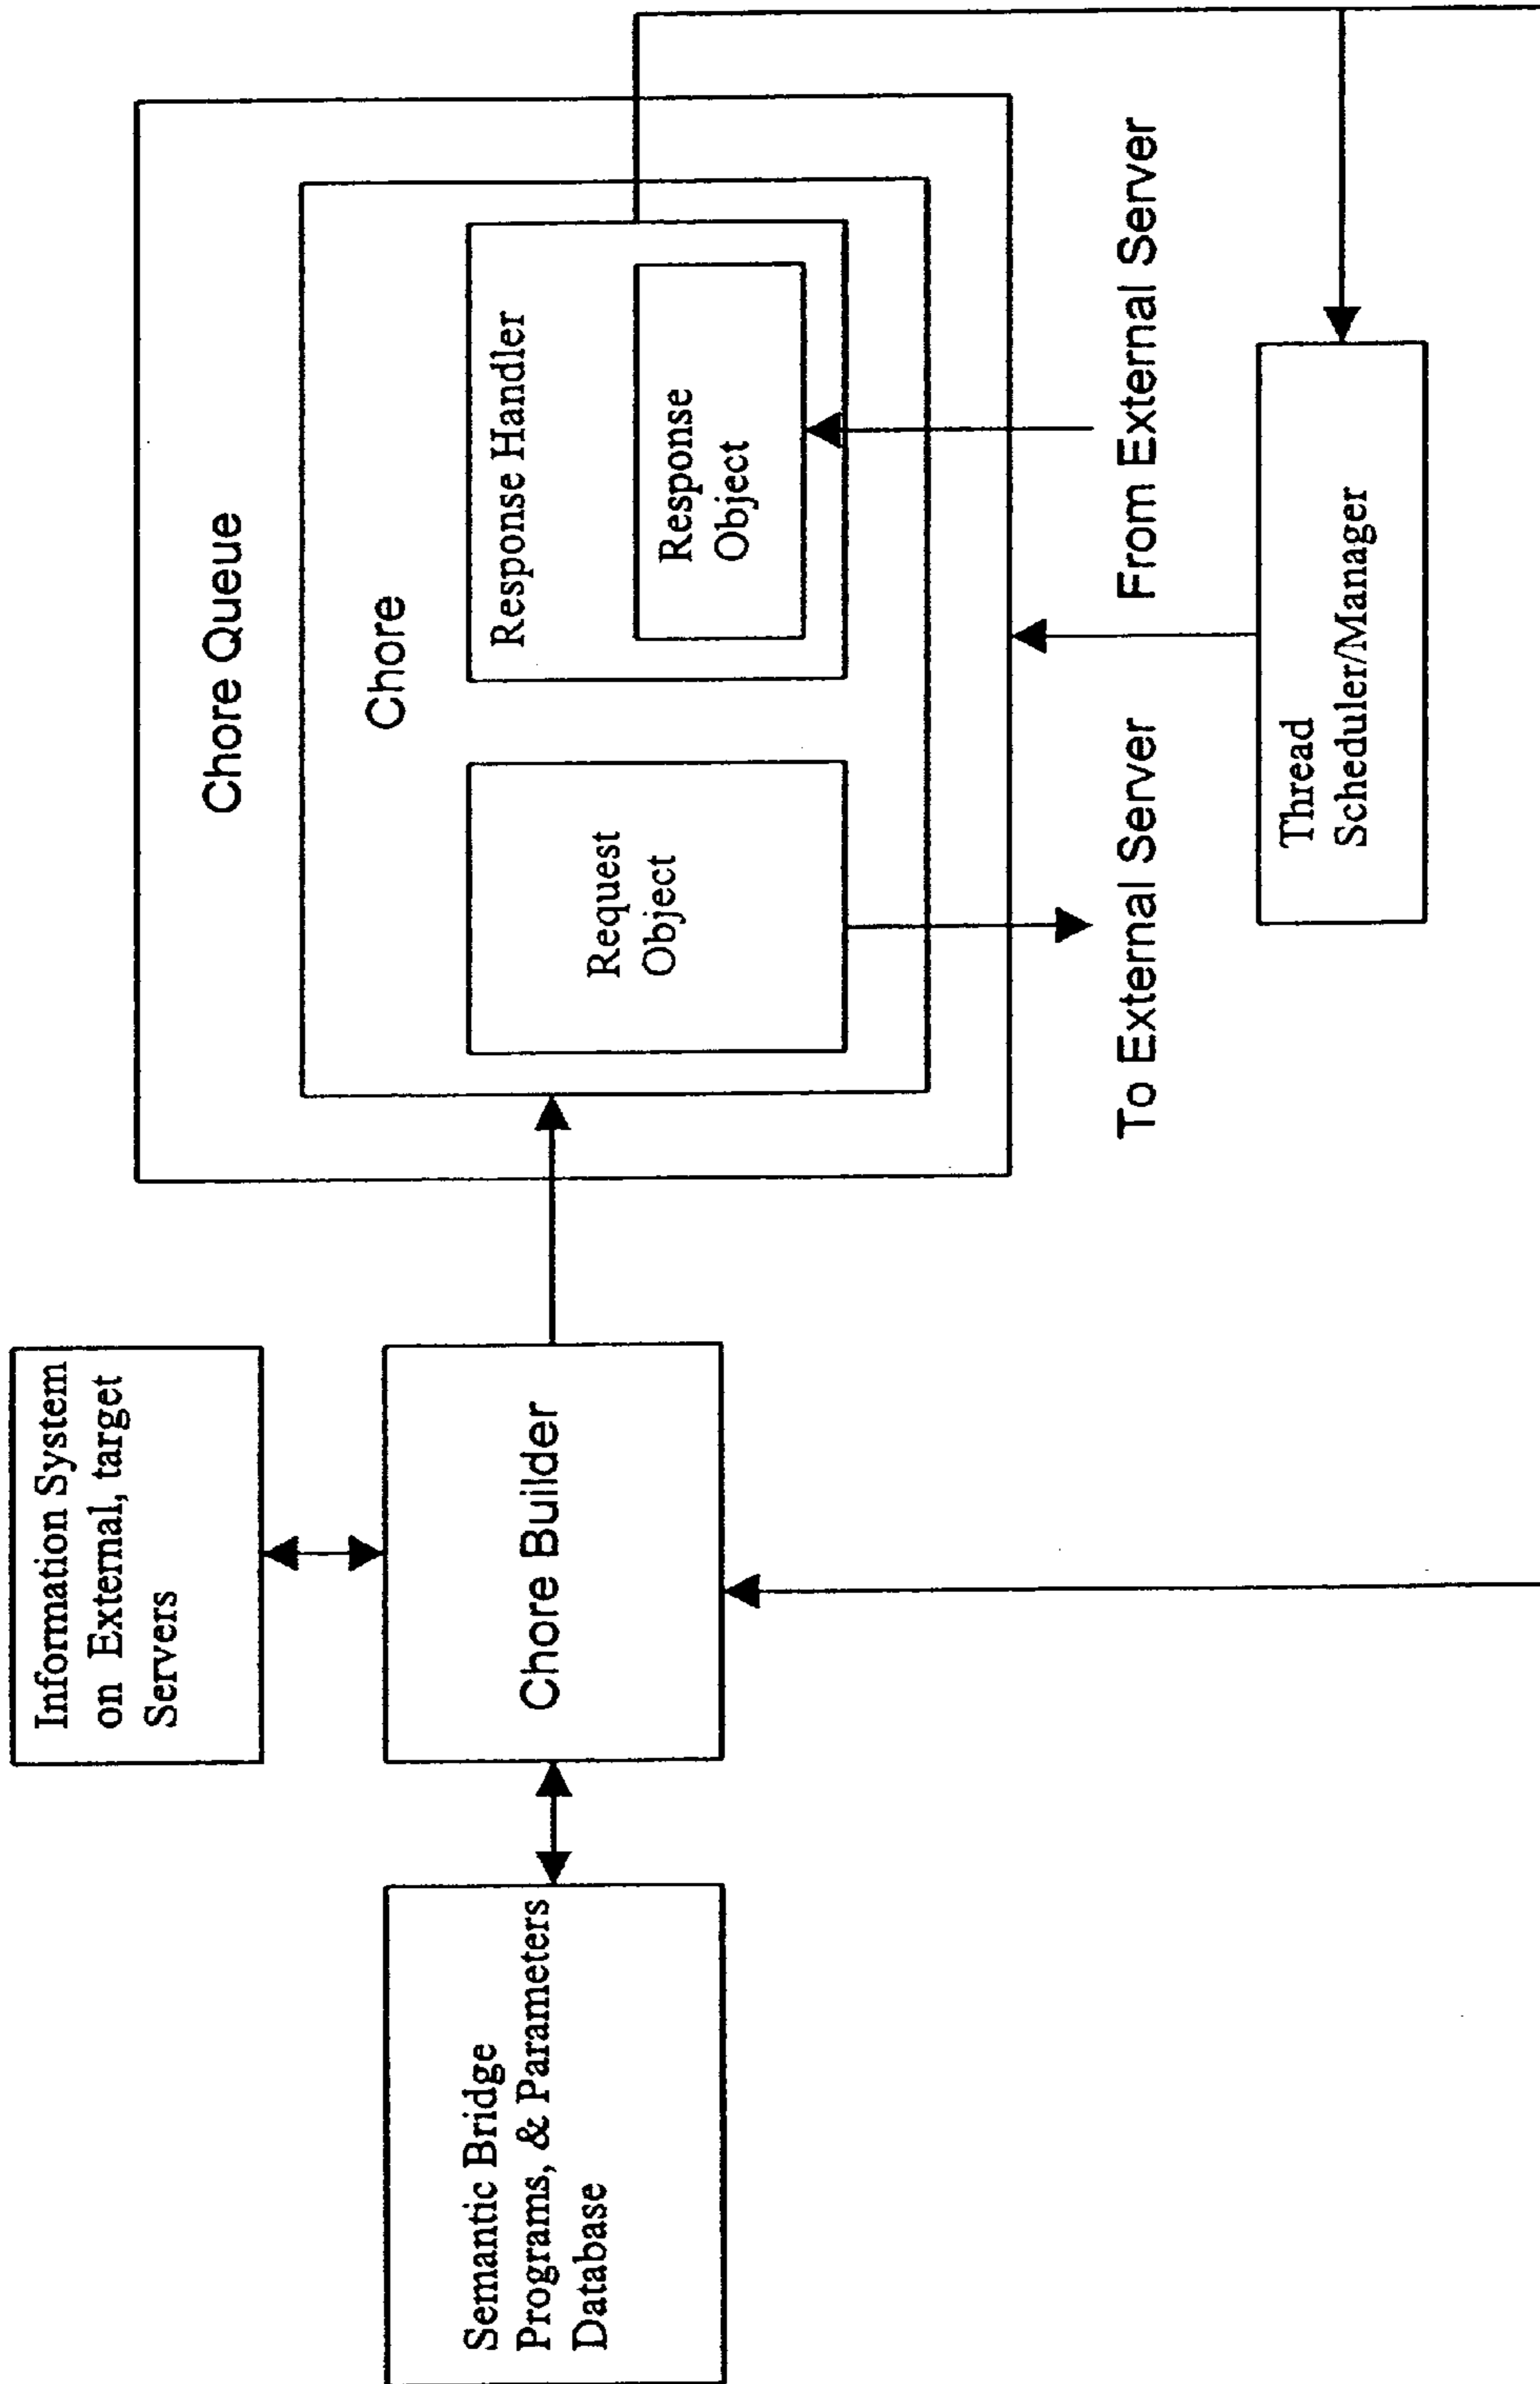 Information System
on External, target
Servers
Semantic Bridge
Programs, & Parameters
Database
Chore Builder
Chore Queue
Chore
Request
Object
Response Handler
Response
Object
To External Server
From External Server
Thread
Scheduler/Manager